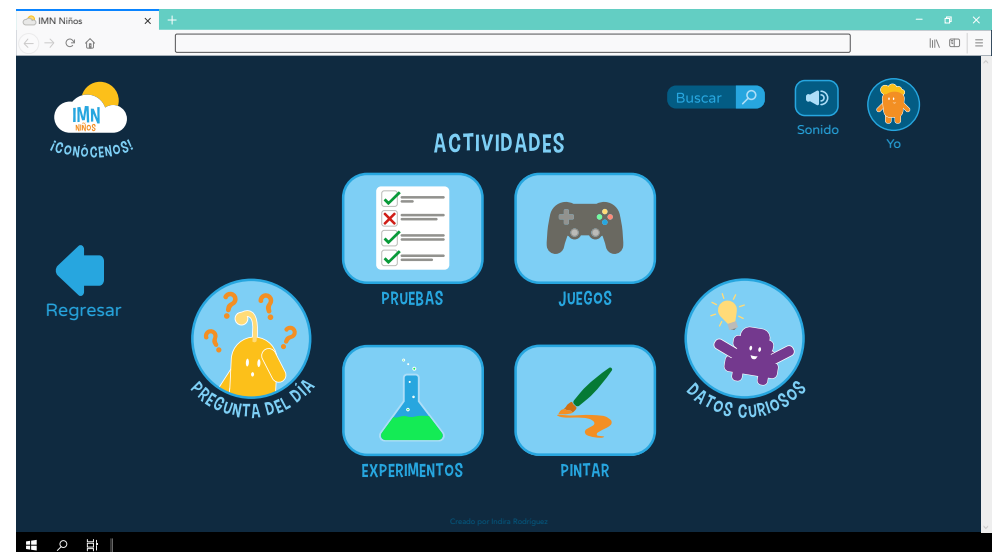 IMN Niños
Buscar
IMN
NIÑOS
¡CONÓCENOS!
Sonido
Yo
ACTIVIDADES
PRUEBAS
JUEGOS
Regresar
PREGUNTA DEL DÍA
DATOS CURIOSOS
EXPERIMENTOS
PINTAR
Creado por Indira Rodríguez